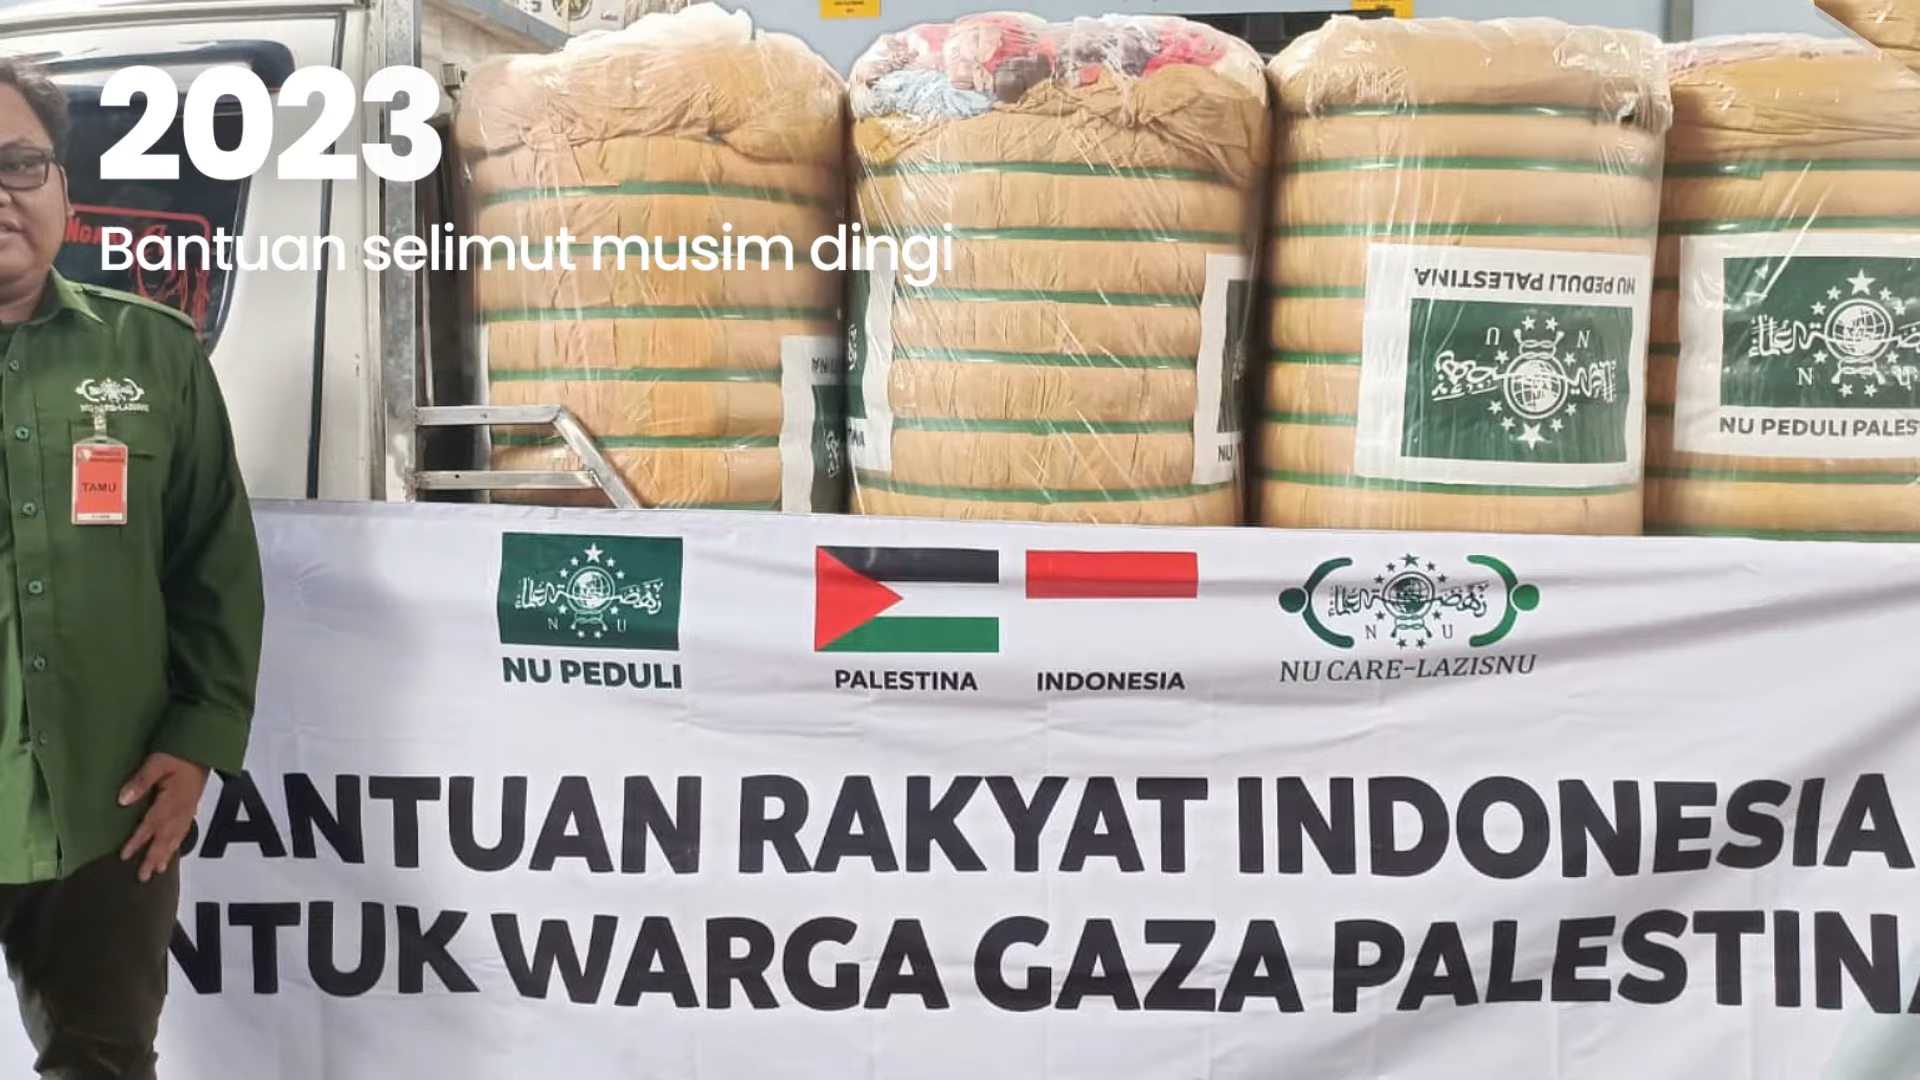 2023
Bantuan selimut musim dingi
TAMU
NU PEDULI PALESTINA
N U
NU PEDULI PALES
N U
N U
NU PEDULI
PALESTINA
INDONESIA
N U
NU CARE-LAZISNU
BANTUAN RAKYAT INDONESIA
NTUK WARGA GAZA PALESTIN